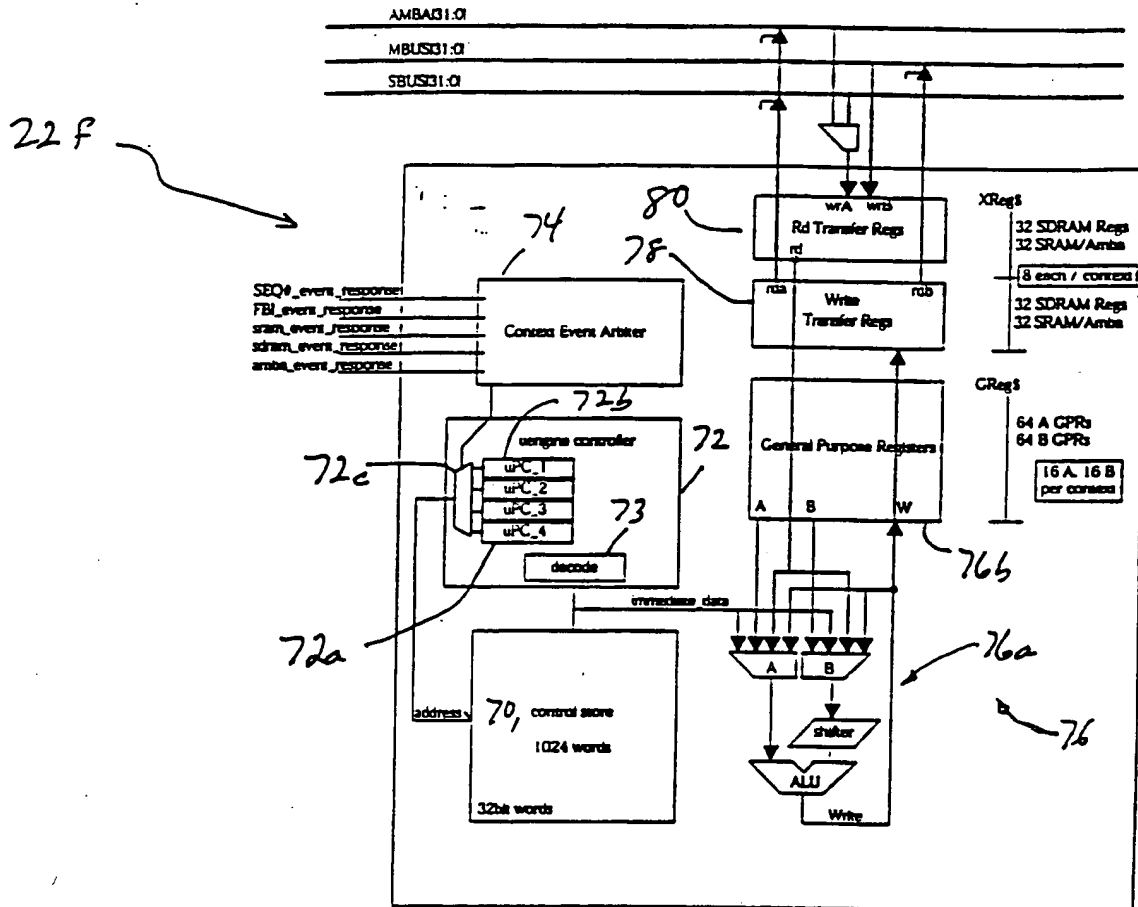 AMBA[31:0]
MBUS[31:0]
SBUS[31:0]
22f
80
wrA wrB
Rd Transfer Regs
rd
XRegs
32 SDRAM Regs
32 SRAM/Amba
8 each / context
32 SDRAM Regs
32 SRAM/Amba
78
rda
rdb
Write
Transfer Regs
74
SEQ#_event_response
FBI_event_response
sram_event_response
sdram_event_response
amba_event_response
Context Event Arbiter
GRegs
64 A GPRs
64 B GPRs
16 A, 16 B
per context
General Purpose Registers
A B W
76b
72b
72
uengine controller
72c
uPC_1
uPC_2
uPC_3
uPC_4
73
decode
72a
immediate_data
A B
76a
76
shifter
ALU
Write
address
70,
control store
1024 words
32bit words